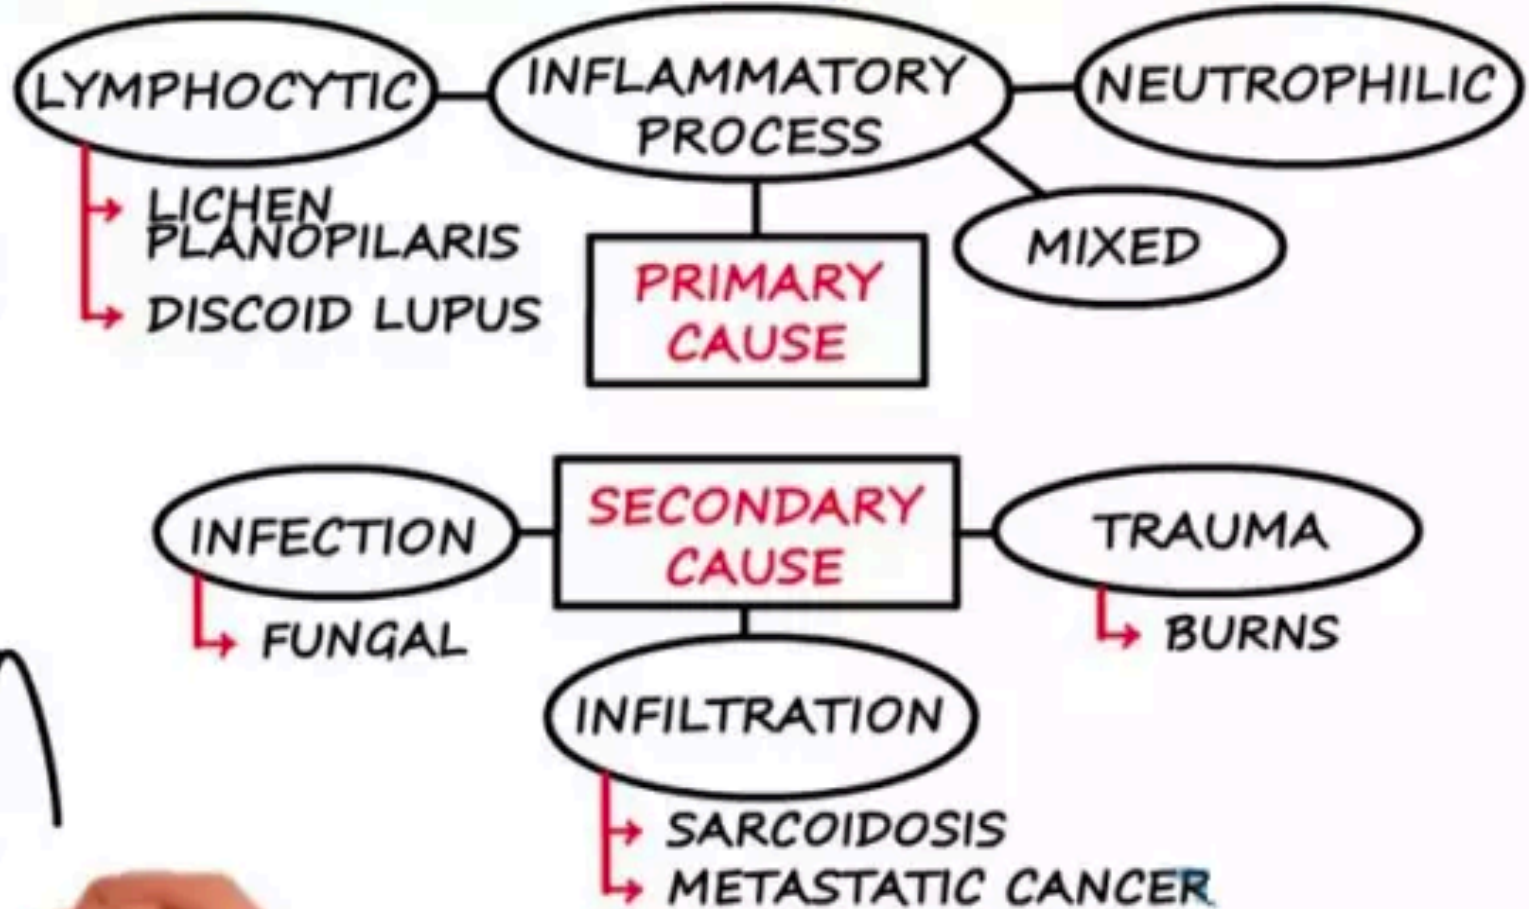 LYMPHOCYTIC
INFLAMMATORY
PROCESS
NEUTROPHILIC
LICHEN
PLANOPILARIS
DISCOID LUPUS
MIXED
PRIMARY
CAUSE
INFECTION
FUNGAL
SECONDARY
CAUSE
TRAUMA
BURNS
INFILTRATION
SARCOIDOSIS
METASTATIC CANCER